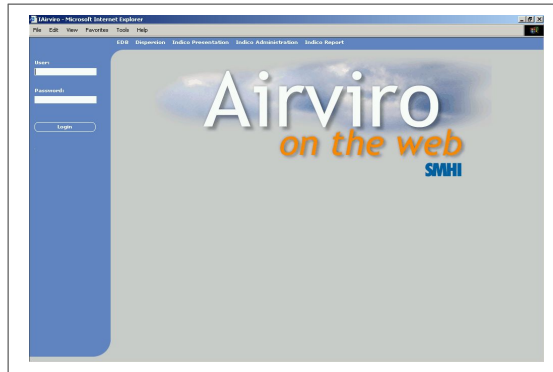 IAirviro - Microsoft Internet Explorer
File Edit View Favorites Tools Help
EDB Dispersion Indico Presentation Indico Administration Indico Report
User:
Password:
Login
Airviro
on the web
SMHI